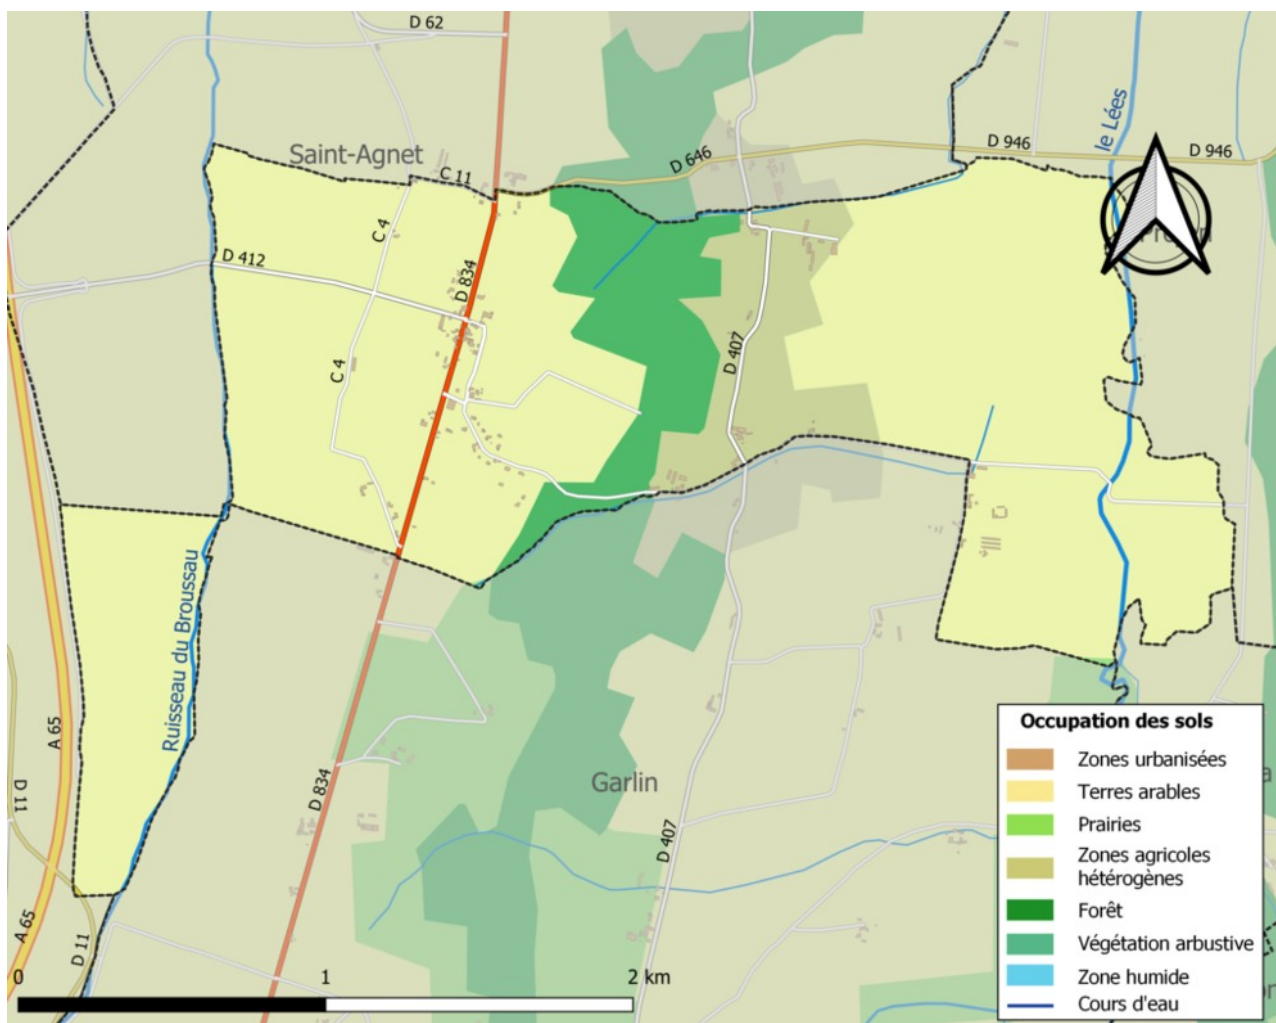 D 62
le Lées
Saint-Agnet
D 946
D 946
D 646
C 11
C 4
D 412
D 834
D 407
C 4
Ruisseau du Broussau
A 65
D 11
D 834
Garlin
D 407
A 65
D 11
0
1
2 km
Occupation des sols
Zones urbanisées
Terres arables
Prairies
Zones agricoles
hétérogènes
Forêt
Végétation arbustive
Zone humide
Cours d'eau